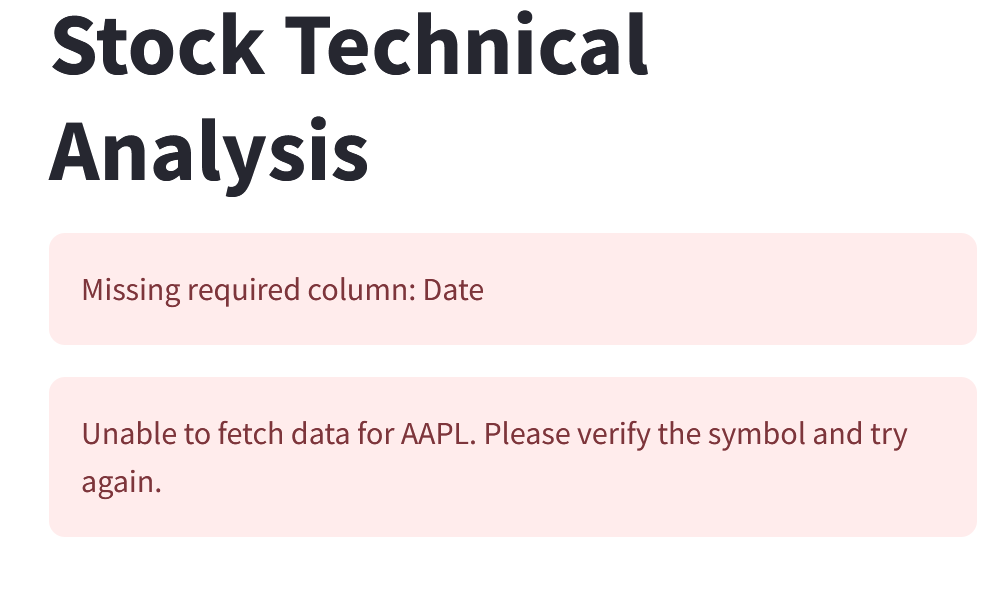 Stock Technical
Analysis
Missing required column: Date
Unable to fetch data for AAPL. Please verify the symbol and try
again.